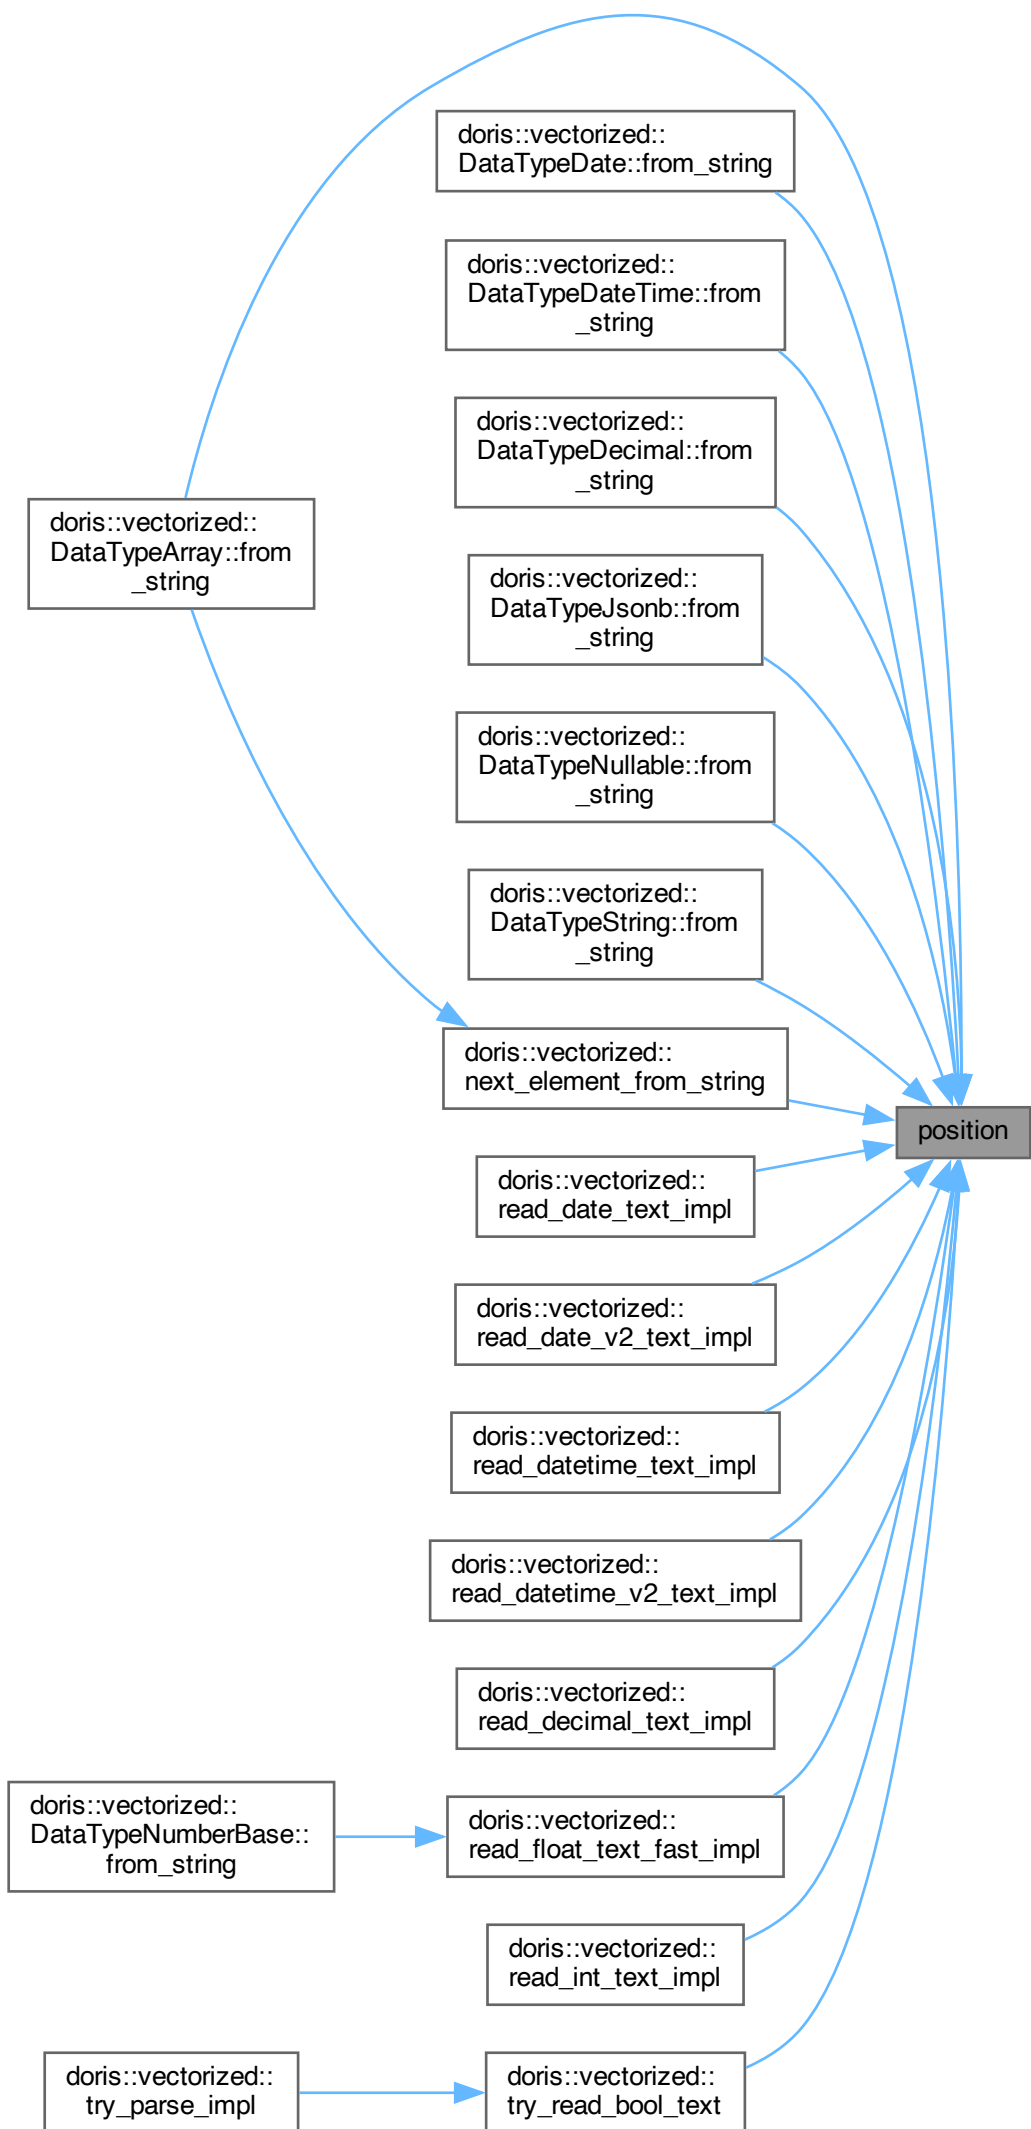 doris::vectorized::
DataTypeDate::from_string
doris::vectorized::
DataTypeDateTime::from
_string
doris::vectorized::
DataTypeDecimal::from
_string
doris::vectorized::
DataTypeArray::from
_string
doris::vectorized::
DataTypeJsonb::from
_string
doris::vectorized::
DataTypeNullable::from
_string
doris::vectorized::
DataTypeString::from
_string
doris::vectorized::
next_element_from_string
position
doris::vectorized::
read_date_text_impl
doris::vectorized::
read_date_v2_text_impl
doris::vectorized::
read_datetime_text_impl
doris::vectorized::
read_datetime_v2_text_impl
doris::vectorized::
read_decimal_text_impl
doris::vectorized::
DataTypeNumberBase::
from_string
doris::vectorized::
read_float_text_fast_impl
doris::vectorized::
read_int_text_impl
doris::vectorized::
try_parse_impl
doris::vectorized::
try_read_bool_text